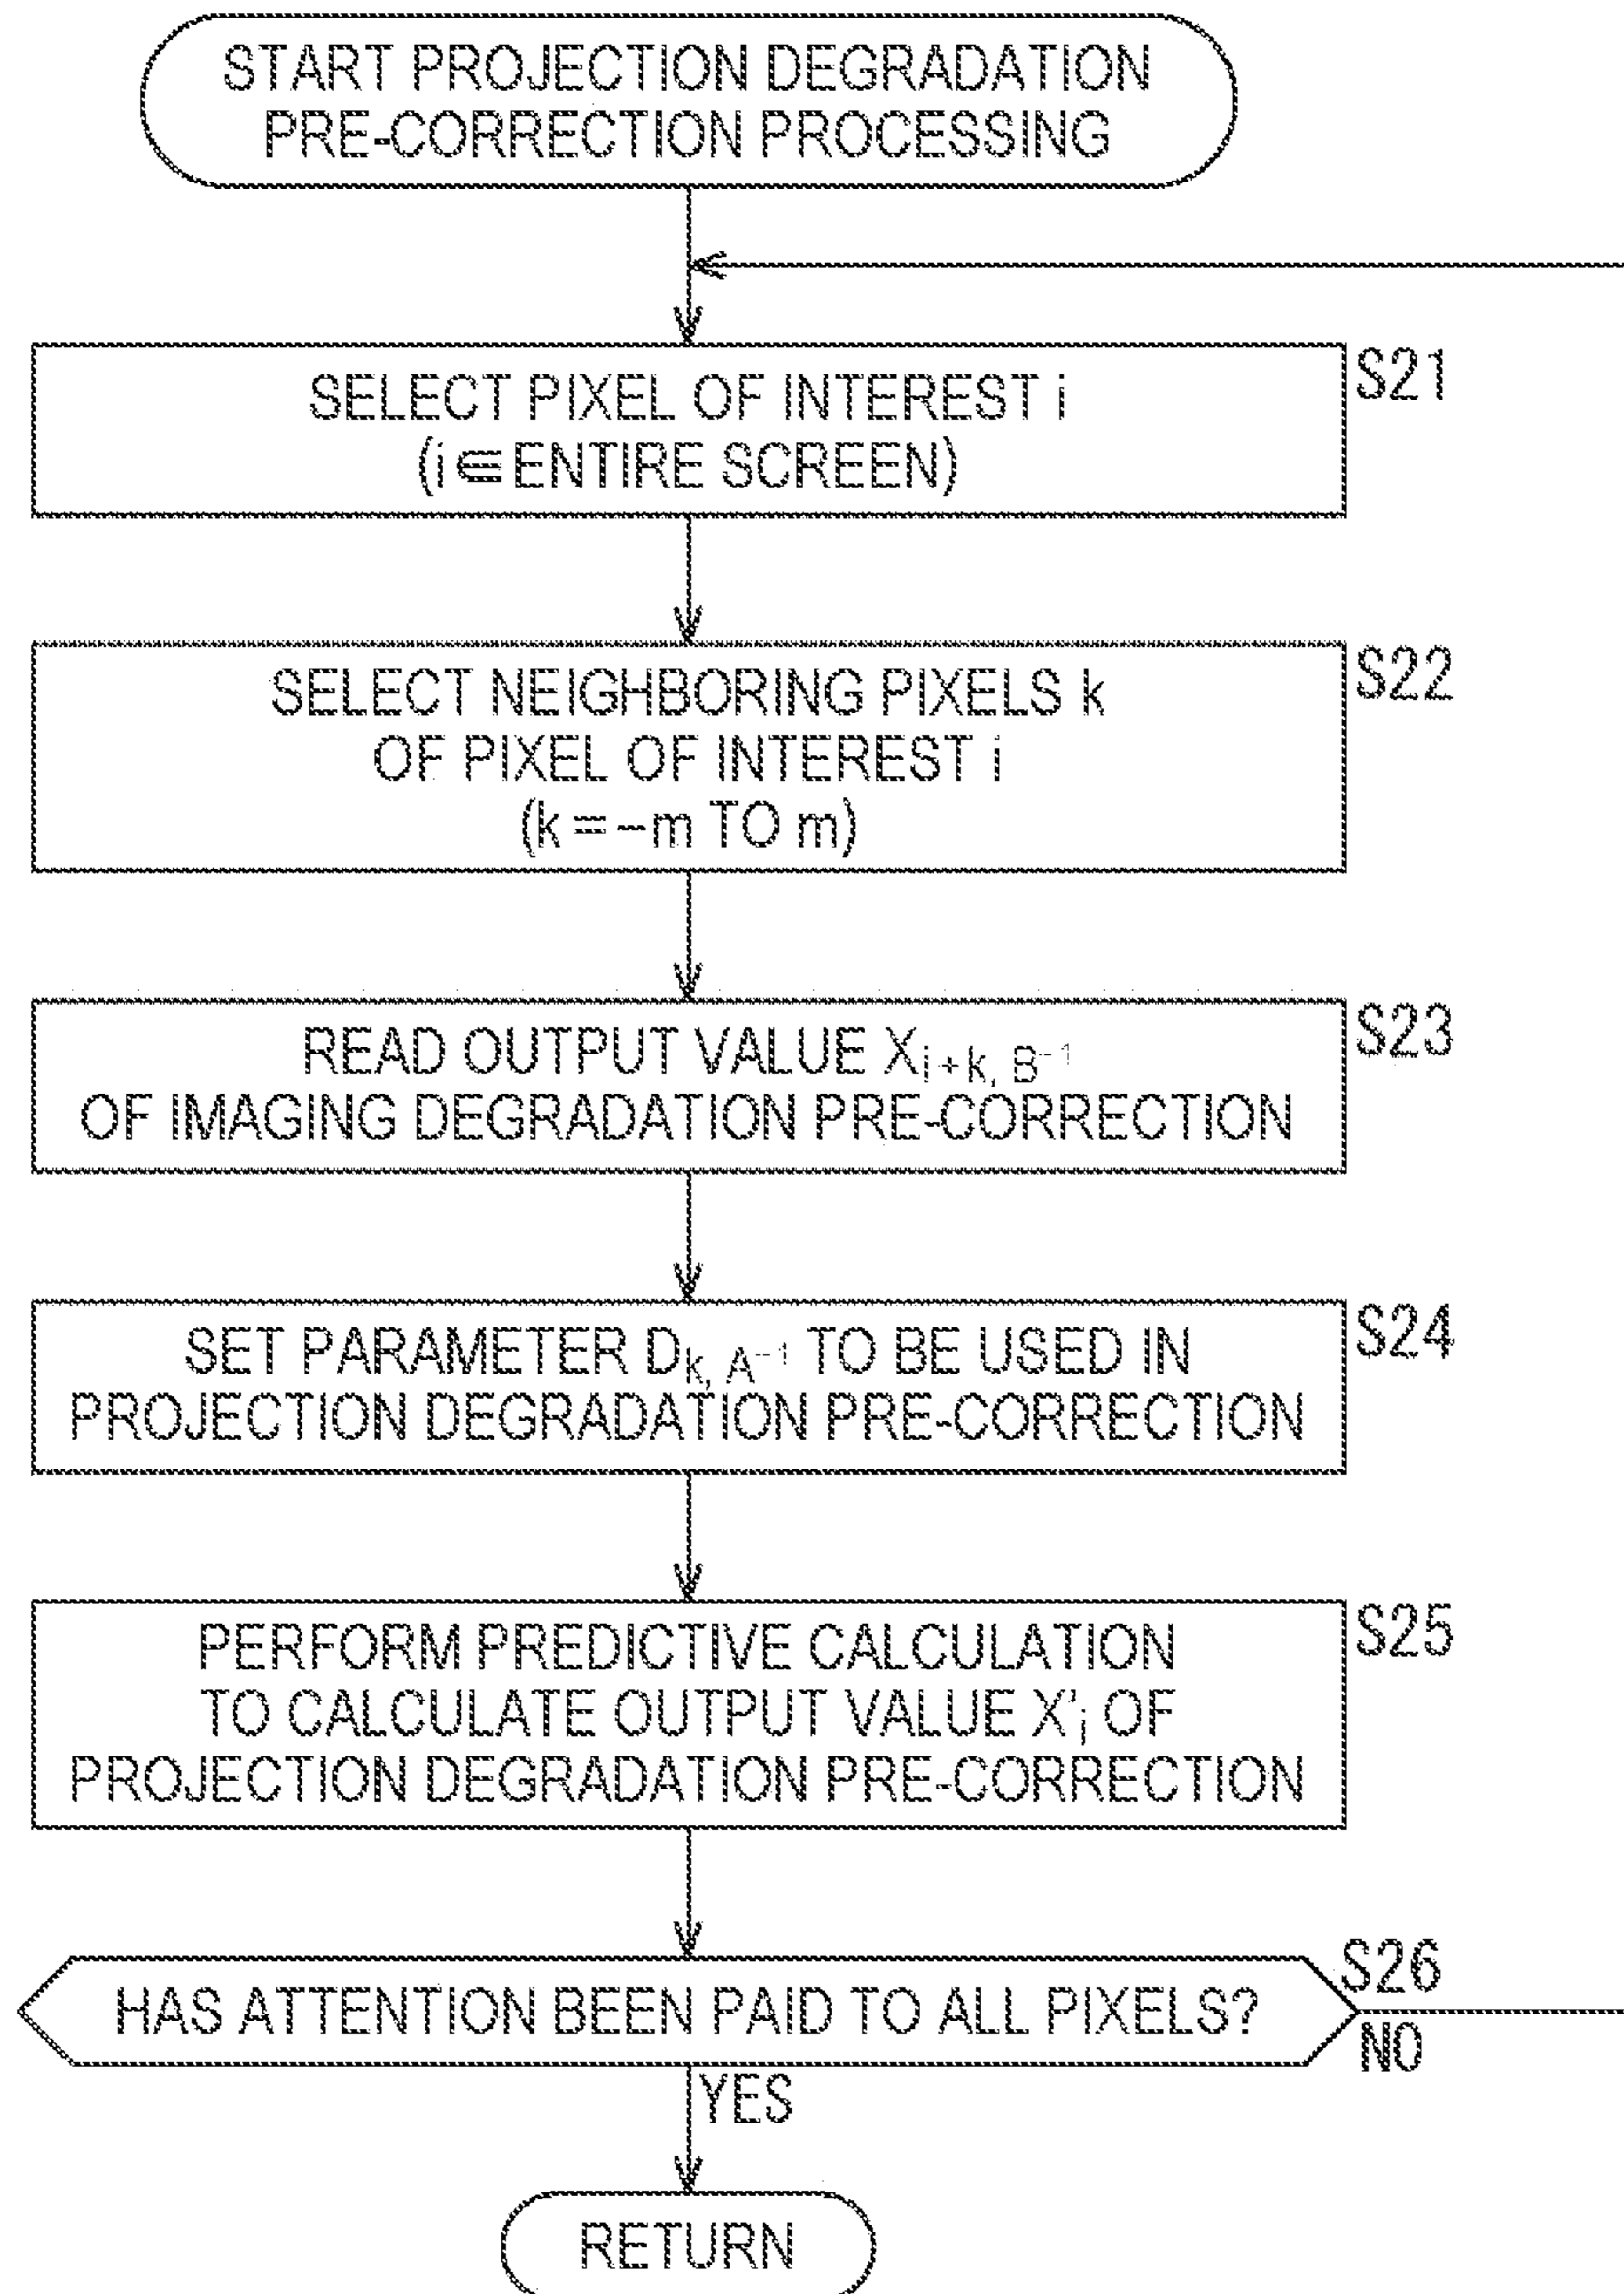 START PROJECTION DEGRADATION
PRE-CORRECTION PROCESSING
SELECT PIXEL OF INTEREST i
(i∈ENTIRE SCREEN)
S21
SELECT NEIGHBORING PIXELS k
OF PIXEL OF INTEREST i
(k=-m TO m)
S22
READ OUTPUT VALUE X_{i+k, B^{-1}}
OF IMAGING DEGRADATION PRE-CORRECTION
S23
SET PARAMETER D_{k, A^{-1}} TO BE USED IN
PROJECTION DEGRADATION PRE-CORRECTION
S24
PERFORM PREDICTIVE CALCULATION
TO CALCULATE OUTPUT VALUE X'_i OF
PROJECTION DEGRADATION PRE-CORRECTION
S25
HAS ATTENTION BEEN PAID TO ALL PIXELS?
S26
NO
YES
RETURN